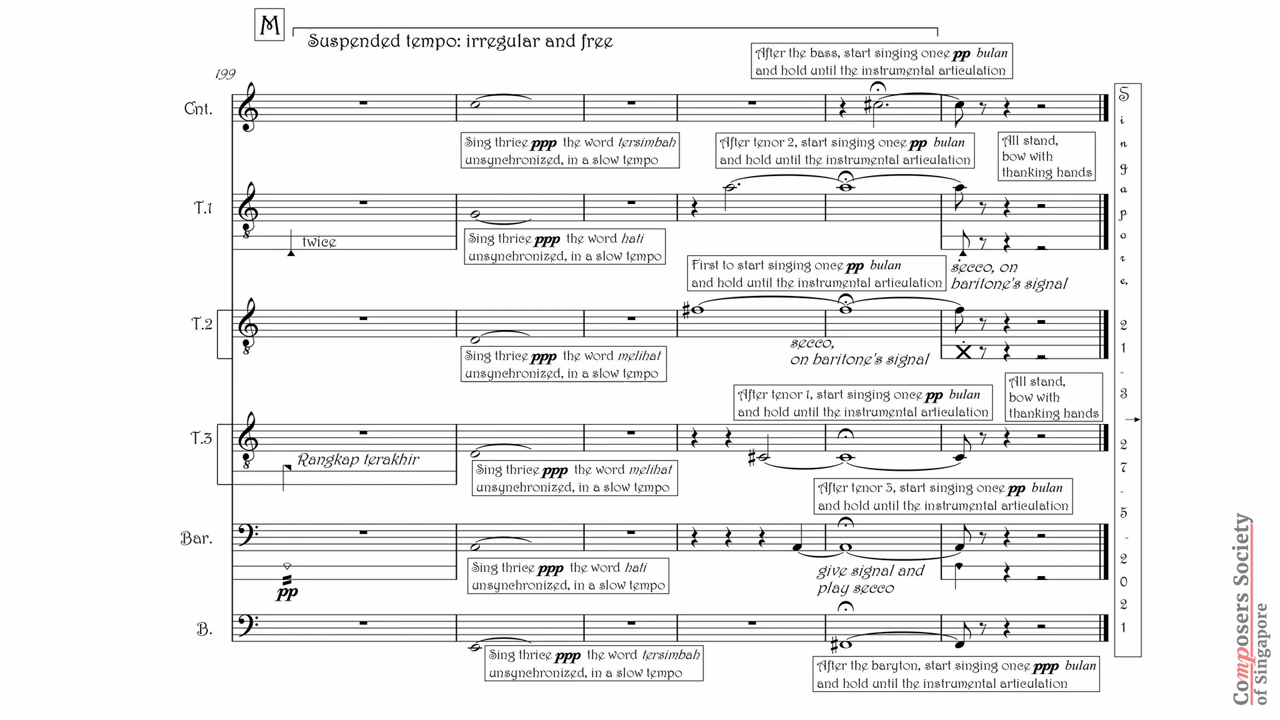 M
Suspended tempo: irregular and free
After the bass, start singing once pp bulan
and hold until the instrumental articulation
199
Cnt.
Sing thrice ppp the word tersimbah
unsynchronized, in a slow tempo
After tenor 2, start singing once pp bulan
and hold until the instrumental articulation
All stand,
bow with
thanking hands
T.1
twice
Sing thrice ppp the word hati
unsynchronized, in a slow tempo
First to start singing once pp bulan
and hold until the instrumental articulation
secco, on
baritone's signal
T.2
Sing thrice ppp the word melihat
unsynchronized, in a slow tempo
secco,
on baritone's signal
After tenor 1, start singing once pp bulan
and hold until the instrumental articulation
All stand,
bow with
thanking hands
T.3
Rangkap terakhir
Sing thrice ppp the word melihat
unsynchronized, in a slow tempo
After tenor 3, start singing once pp bulan
and hold until the instrumental articulation
Bar.
pp
Sing thrice ppp the word hati
unsynchronized, in a slow tempo
give signal and
play secco
B.
Sing thrice ppp the word tersimbah
unsynchronized, in a slow tempo
After the baryton, start singing once ppp bulan
and hold until the instrumental articulation
Singapore, 21-3 → 27-5 2021
Composers Society
of Singapore